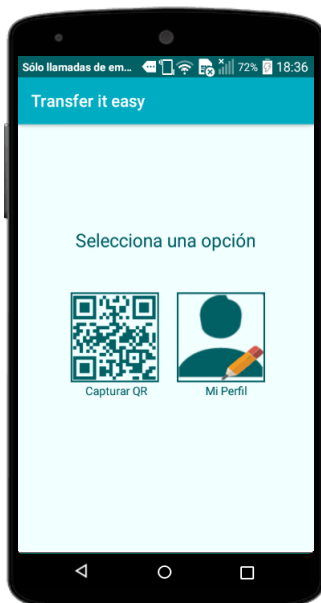 Sólo llamadas de em... 72% 18:36
Transfer it easy
Selecciona una opción
Capturar QR
Mi Perfil